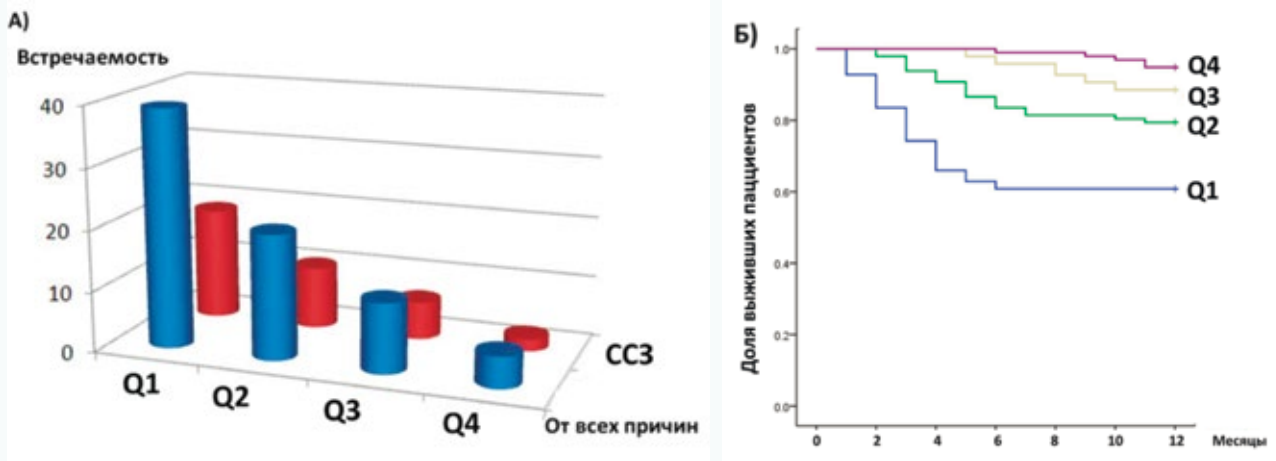 А)
Встречаемость
40
30
20
10
0
Q1
Q2
Q3
Q4
ССЗ
От всех причин
Б)
Доля выживших пацциентов
1.0
0.8
0.6
0.4
0.2
0.0
Q4
Q3
Q2
Q1
0 2 4 6 8 10 12 Месяцы